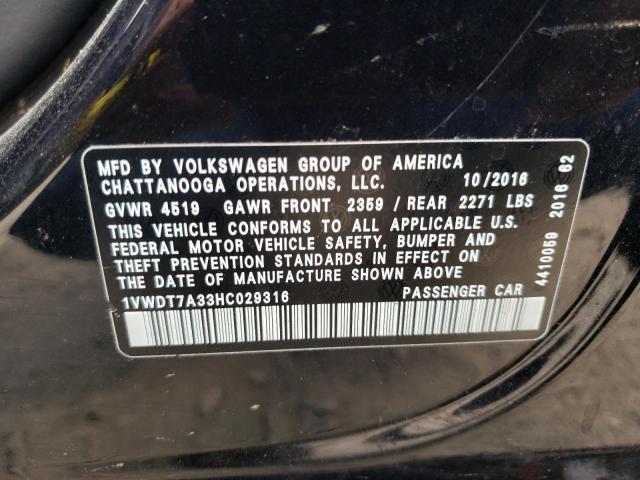 MFD BY VOLKSWAGEN GROUP OF AMERICA
CHATTANOOGA OPERATIONS, LLC. 10/2016
GVWR 4519 GAWR FRONT 2359 / REAR 2271 LBS
THIS VEHICLE CONFORMS TO ALL APPLICABLE U.S.
FEDERAL MOTOR VEHICLE SAFETY, BUMPER AND
THEFT PREVENTION STANDARDS IN EFFECT ON
THE DATE OF MANUFACTURE SHOWN ABOVE
1VWDT7A33HC029316 PASSENGER CAR
4410059 2016 62